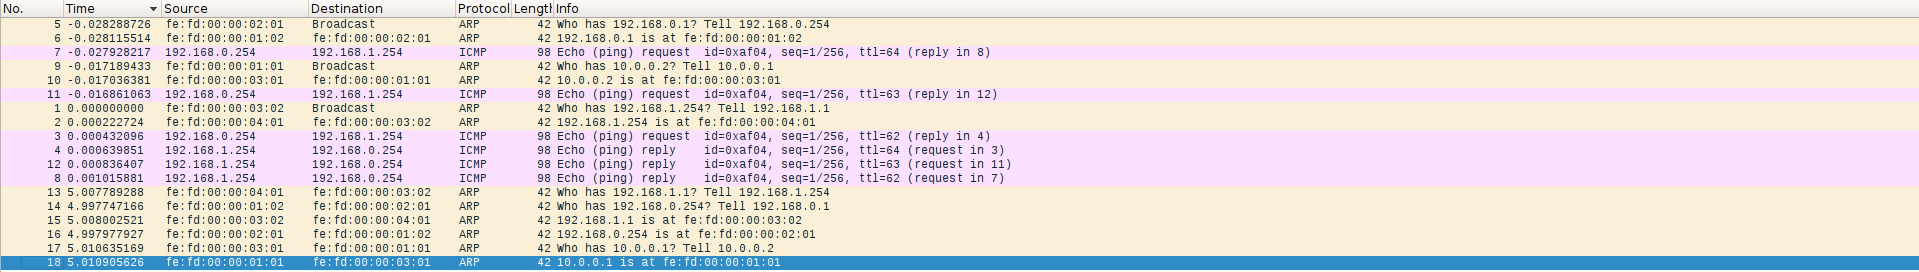 No. Time Source Destination Protocol Lengtl Info
5 -0.028288726 fe:fd:00:00:02:01 Broadcast ARP 42 Who has 192.168.0.1? Tell 192.168.0.254
6 -0.028115514 fe:fd:00:00:01:02 fe:fd:00:00:02:01 ARP 42 192.168.0.1 is at fe:fd:00:00:01:02
7 -0.027928217 192.168.0.254 192.168.1.254 ICMP 98 Echo (ping) request id=0xaf04, seq=1/256, ttl=64 (reply in 8)
9 -0.017189433 fe:fd:00:00:01:01 Broadcast ARP 42 Who has 10.0.0.2? Tell 10.0.0.1
10 -0.017036381 fe:fd:00:00:03:01 fe:fd:00:00:01:01 ARP 42 10.0.0.2 is at fe:fd:00:00:03:01
11 -0.016861063 192.168.0.254 192.168.1.254 ICMP 98 Echo (ping) request id=0xaf04, seq=1/256, ttl=63 (reply in 12)
1 0.000000000 fe:fd:00:00:03:02 Broadcast ARP 42 Who has 192.168.1.254? Tell 192.168.1.1
2 0.000222724 fe:fd:00:00:04:01 fe:fd:00:00:03:02 ARP 42 192.168.1.254 is at fe:fd:00:00:04:01
3 0.000432096 192.168.0.254 192.168.1.254 ICMP 98 Echo (ping) request id=0xaf04, seq=1/256, ttl=62 (reply in 4)
4 0.000639851 192.168.1.254 192.168.0.254 ICMP 98 Echo (ping) reply id=0xaf04, seq=1/256, ttl=64 (request in 3)
12 0.000836407 192.168.1.254 192.168.0.254 ICMP 98 Echo (ping) reply id=0xaf04, seq=1/256, ttl=63 (request in 11)
8 0.001015881 192.168.1.254 192.168.0.254 ICMP 98 Echo (ping) reply id=0xaf04, seq=1/256, ttl=62 (request in 7)
13 5.007789288 fe:fd:00:00:04:01 fe:fd:00:00:03:02 ARP 42 Who has 192.168.1.1? Tell 192.168.1.254
14 4.997747166 fe:fd:00:00:01:02 fe:fd:00:00:02:01 ARP 42 Who has 192.168.0.254? Tell 192.168.0.1
15 5.008002521 fe:fd:00:00:03:02 fe:fd:00:00:04:01 ARP 42 192.168.1.1 is at fe:fd:00:00:03:02
16 4.997977927 fe:fd:00:00:02:01 fe:fd:00:00:01:02 ARP 42 192.168.0.254 is at fe:fd:00:00:02:01
17 5.010635169 fe:fd:00:00:03:01 fe:fd:00:00:01:01 ARP 42 Who has 10.0.0.1? Tell 10.0.0.2
18 5.010905626 fe:fd:00:00:01:01 fe:fd:00:00:03:01 ARP 42 10.0.0.1 is at fe:fd:00:00:01:01